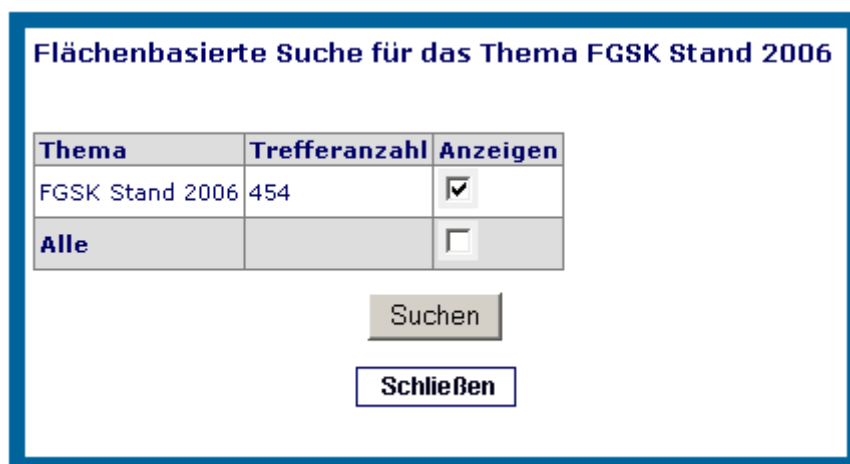 Flächenbasierte Suche für das Thema FGSK Stand 2006
Thema Trefferanzahl Anzeigen
FGSK Stand 2006 454
Alle
Suchen
Schließen